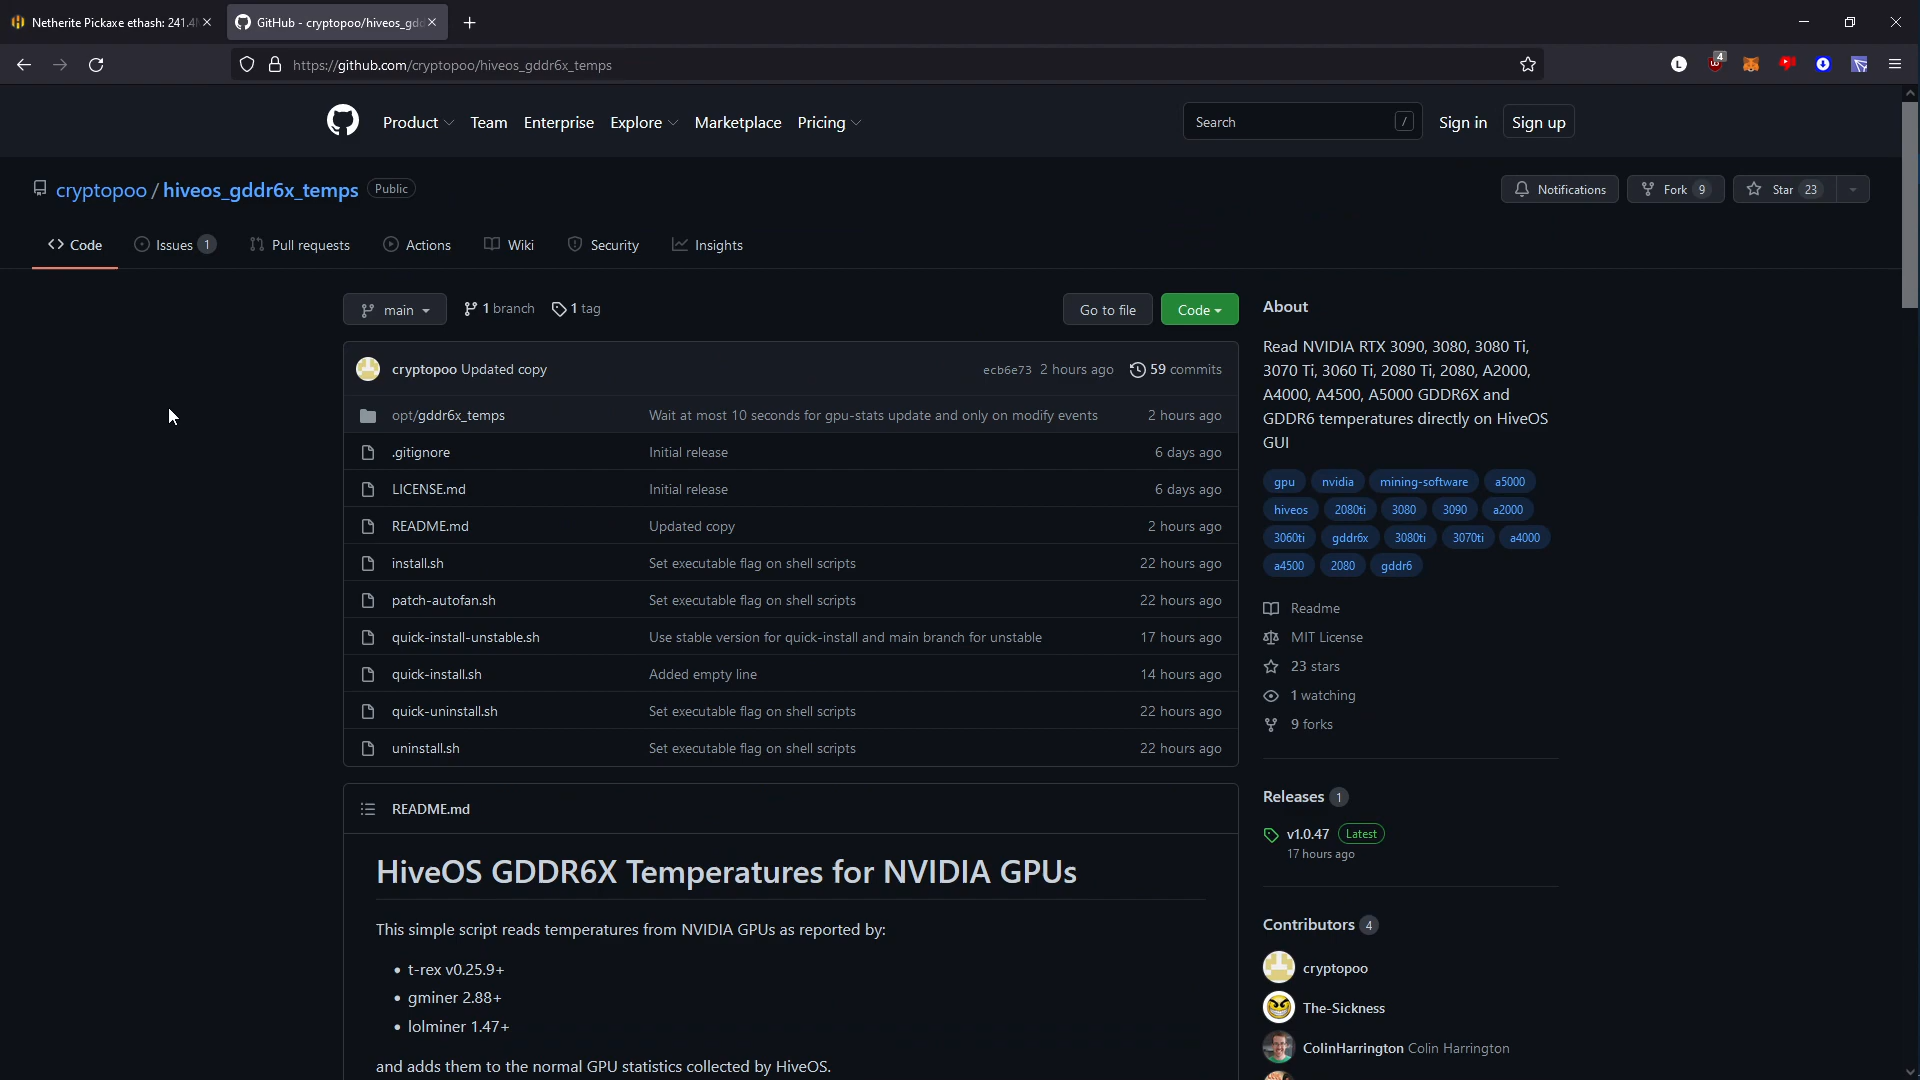 Netherite Pickaxe ethash: 241.4
GitHub - cryptopoo/hiveos_gdd
https://github.com/cryptopoo/hiveos_gddr6x_temps
L
4
Product
Team
Enterprise
Explore
Marketplace
Pricing
Search
/
Sign in
Sign up
cryptopoo / hiveos_gddr6x_temps
Public
Notifications
Fork 9
Star 23
Code
Issues 1
Pull requests
Actions
Wiki
Security
Insights
main
1 branch
1 tag
Go to file
Code
cryptopoo Updated copy
ecb6e73 2 hours ago
59 commits
opt/gddr6x_temps Wait at most 10 seconds for gpu-stats update and only on modify events 2 hours ago
.gitignore Initial release 6 days ago
LICENSE.md Initial release 6 days ago
README.md Updated copy 2 hours ago
install.sh Set executable flag on shell scripts 22 hours ago
patch-autofan.sh Set executable flag on shell scripts 22 hours ago
quick-install-unstable.sh Use stable version for quick-install and main branch for unstable 17 hours ago
quick-install.sh Added empty line 14 hours ago
quick-uninstall.sh Set executable flag on shell scripts 22 hours ago
uninstall.sh Set executable flag on shell scripts 22 hours ago
README.md
HiveOS GDDR6X Temperatures for NVIDIA GPUs
This simple script reads temperatures from NVIDIA GPUs as reported by:
• t-rex v0.25.9+
• gminer 2.88+
• lolminer 1.47+
and adds them to the normal GPU statistics collected by HiveOS.
About
Read NVIDIA RTX 3090, 3080, 3080 Ti,
3070 Ti, 3060 Ti, 2080 Ti, 2080, A2000,
A4000, A4500, A5000 GDDR6X and
GDDR6 temperatures directly on HiveOS
GUI
gpu nvidia mining-software a5000
hiveos 2080ti 3080 3090 a2000
3060ti gddr6x 3080ti 3070ti a4000
a4500 2080 gddr6
Readme
MIT License
23 stars
1 watching
9 forks
Releases 1
v1.0.47 Latest
17 hours ago
Contributors 4
cryptopoo
The-Sickness
ColinHarrington Colin Harrington